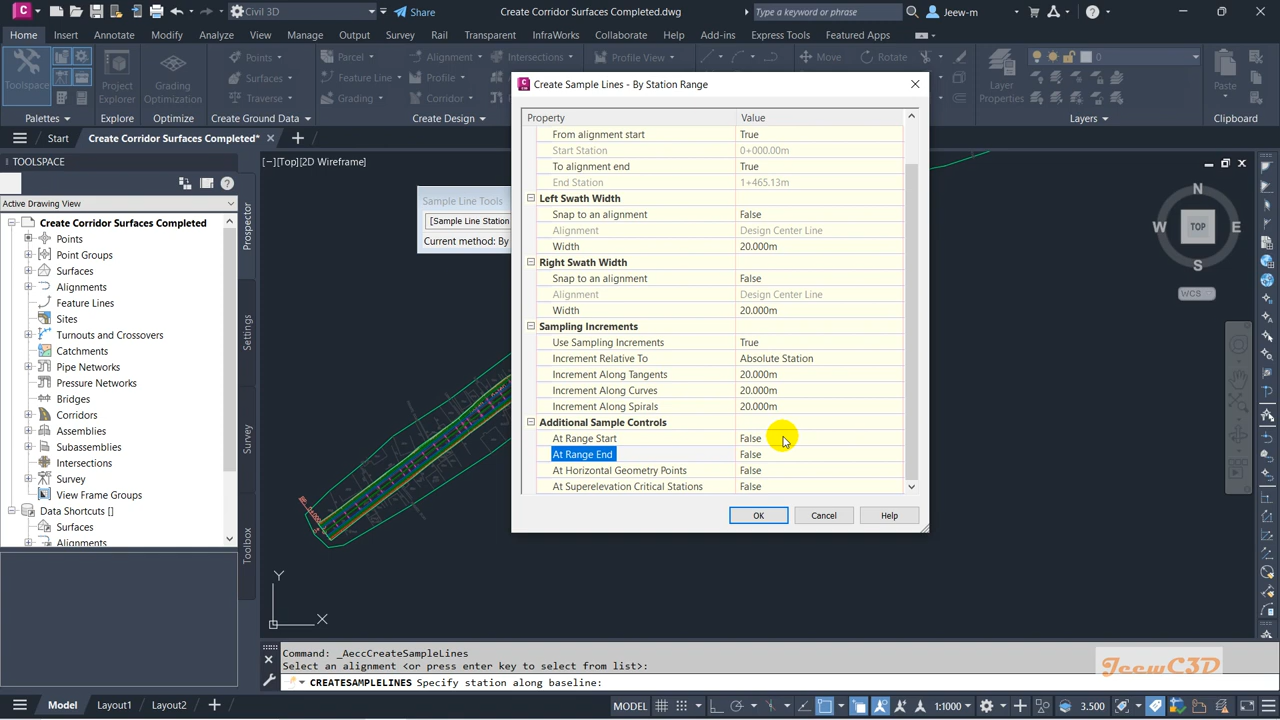 Civil 3D
Share
Create Corridor Surfaces Completed.dwg
Type a keyword or phrase
Jeew-m
Home Insert Annotate Modify Analyze View Manage Output Survey Rail Transparent InfraWorks Collaborate Help Add-ins Express Tools Featured Apps
Toolspace
Project Explorer
Grading Optimization
Points
Surfaces
Traverse
Parcel
Feature Line
Grading
Alignment
Profile
Corridor
Intersections
Profile View
Move
Rotate
Copy
Layer Properties
0
Paste
Palettes
Explore
Optimize
Create Ground Data
Create Design
Layers
Clipboard
Start
Create Corridor Surfaces Completed*
TOOLSPACE
Active Drawing View
Create Corridor Surfaces Completed
Points
Point Groups
Surfaces
Alignments
Feature Lines
Sites
Turnouts and Crossovers
Catchments
Pipe Networks
Pressure Networks
Bridges
Corridors
Assemblies
Subassemblies
Intersections
Survey
View Frame Groups
Data Shortcuts []
Surfaces
Alignments
Prospector
Settings
Survey
Toolbox
[−][Top][2D Wireframe]
Sample Line Tools
[Sample Line Station
Current method: By
Create Sample Lines - By Station Range
Property Value
From alignment start True
Start Station 0+000.00m
To alignment end True
End Station 1+465.13m
Left Swath Width
Snap to an alignment False
Alignment Design Center Line
Width 20.000m
Right Swath Width
Snap to an alignment False
Alignment Design Center Line
Width 20.000m
Sampling Increments
Use Sampling Increments True
Increment Relative To Absolute Station
Increment Along Tangents 20.000m
Increment Along Curves 20.000m
Increment Along Spirals 20.000m
Additional Sample Controls
At Range Start False
At Range End False
At Horizontal Geometry Points False
At Superelevation Critical Stations False
OK Cancel Help
N
W TOP E
S
WCS
Y
X
Command: _AeccCreateSampleLines
Select an alignment <or press enter key to select from list>:
CREATESAMPLELINES Specify station along baseline:
JeewC3D
Model Layout1 Layout2
MODEL
1:1000
3.500